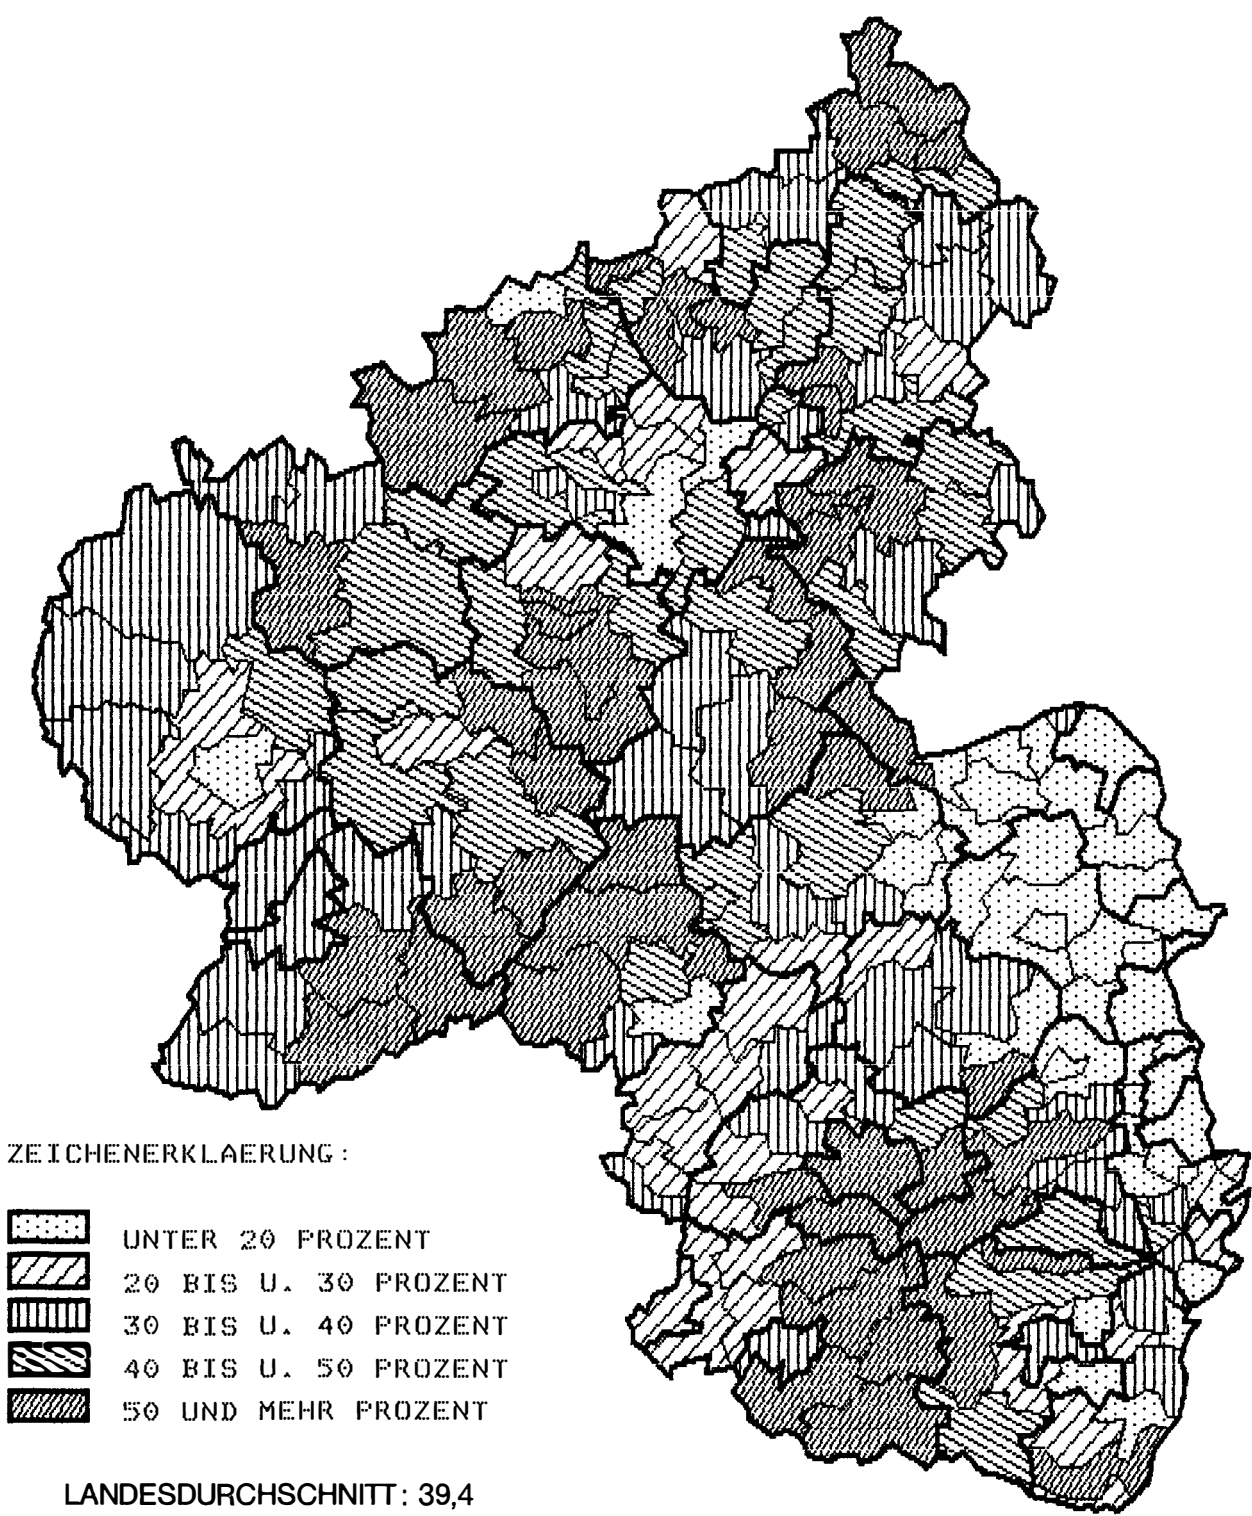 ZEICHENERKLAERUNG:
UNTER 20 PROZENT
20 BIS U. 30 PROZENT
30 BIS U. 40 PROZENT
40 BIS U. 50 PROZENT
50 UND MEHR PROZENT
LANDESDURCHSCHNITT: 39,4